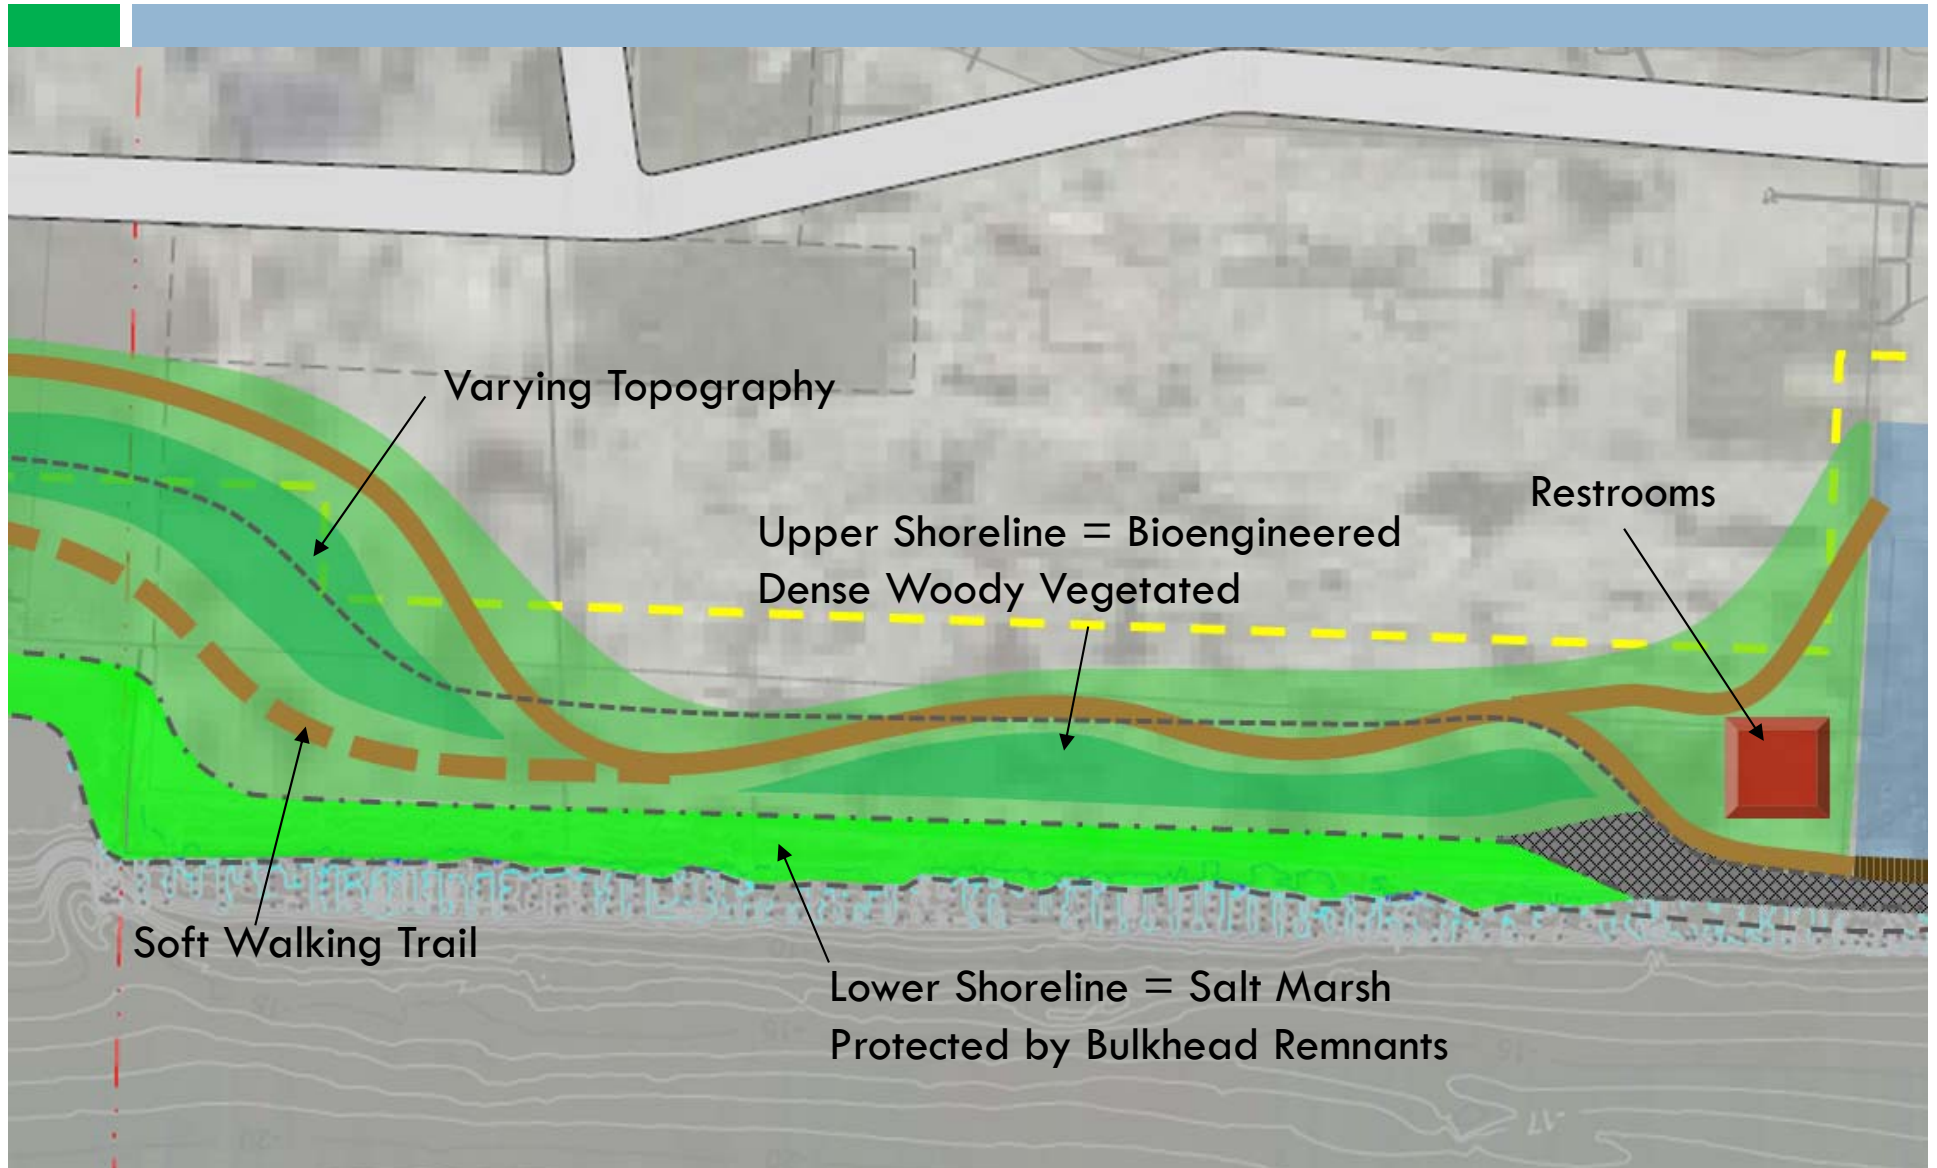 Varying Topography
Restrooms
Upper Shoreline = Bioengineered
Dense Woody Vegetated
Soft Walking Trail
Lower Shoreline = Salt Marsh
Protected by Bulkhead Remnants
-17